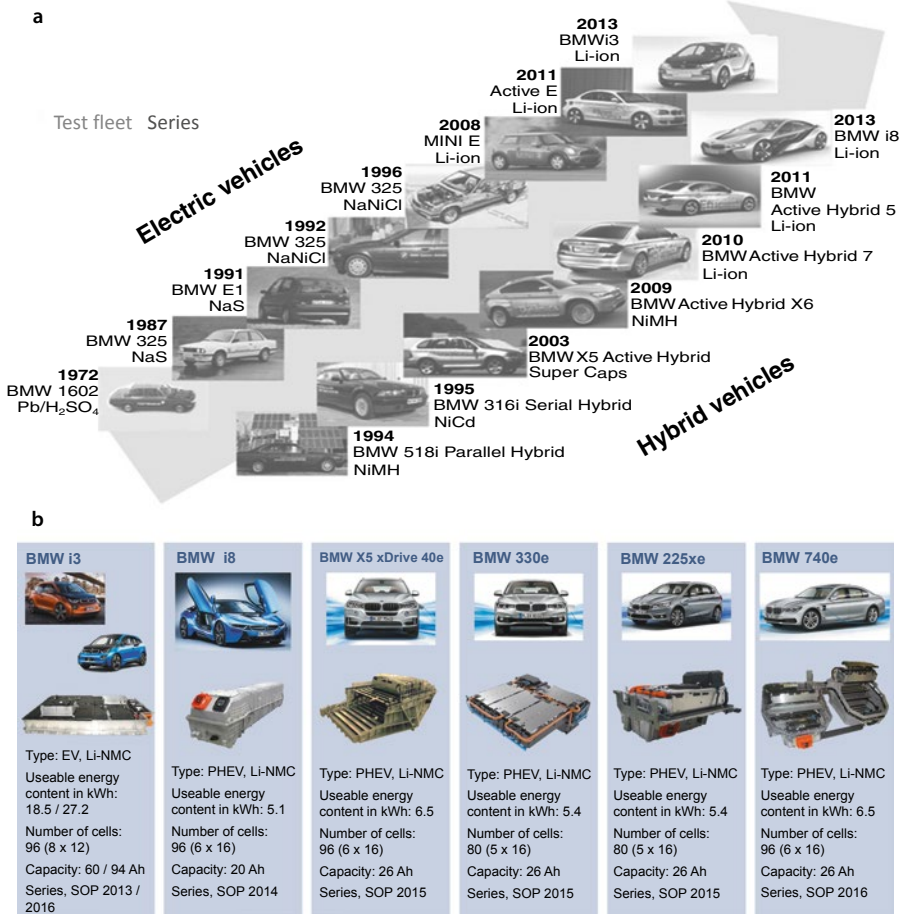 a
Test fleet Series
Electric vehicles
Hybrid vehicles
2013
BMWi3
Li-ion
2011
Active E
Li-ion
2008
MINI E
Li-ion
1996
BMW 325
NaNiCl
1992
BMW 325
NaNiCl
1991
BMW E1
NaS
1987
BMW 325
NaS
1972
BMW 1602
Pb/H₂SO₄
2013
BMW i8
Li-ion
2011
BMW
Active Hybrid 5
Li-ion
2010
BMW Active Hybrid 7
Li-ion
2009
BMW Active Hybrid X6
NiMH
2003
BMW X5 Active Hybrid
Super Caps
1995
BMW 316i Serial Hybrid
NiCd
1994
BMW 518i Parallel Hybrid
NiMH
b
BMW i3
Type: EV, Li-NMC
Useable energy
content in kWh:
18.5 / 27.2
Number of cells:
96 (8 x 12)
Capacity: 60 / 94 Ah
Series, SOP 2013 /
2016
BMW i8
Type: PHEV, Li-NMC
Useable energy
content in kWh: 5.1
Number of cells:
96 (6 x 16)
Capacity: 20 Ah
Series, SOP 2014
BMW X5 xDrive 40e
Type: PHEV, Li-NMC
Useable energy
content in kWh: 6.5
Number of cells:
96 (6 x 16)
Capacity: 26 Ah
Series, SOP 2015
BMW 330e
Type: PHEV, Li-NMC
Useable energy
content in kWh: 5.4
Number of cells:
80 (5 x 16)
Capacity: 26 Ah
Series, SOP 2015
BMW 225xe
Type: PHEV, Li-NMC
Useable energy
content in kWh: 5.4
Number of cells:
80 (5 x 16)
Capacity: 26 Ah
Series, SOP 2015
BMW 740e
Type: PHEV, Li-NMC
Useable energy
content in kWh: 6.5
Number of cells:
96 (6 x 16)
Capacity: 26 Ah
Series, SOP 2016